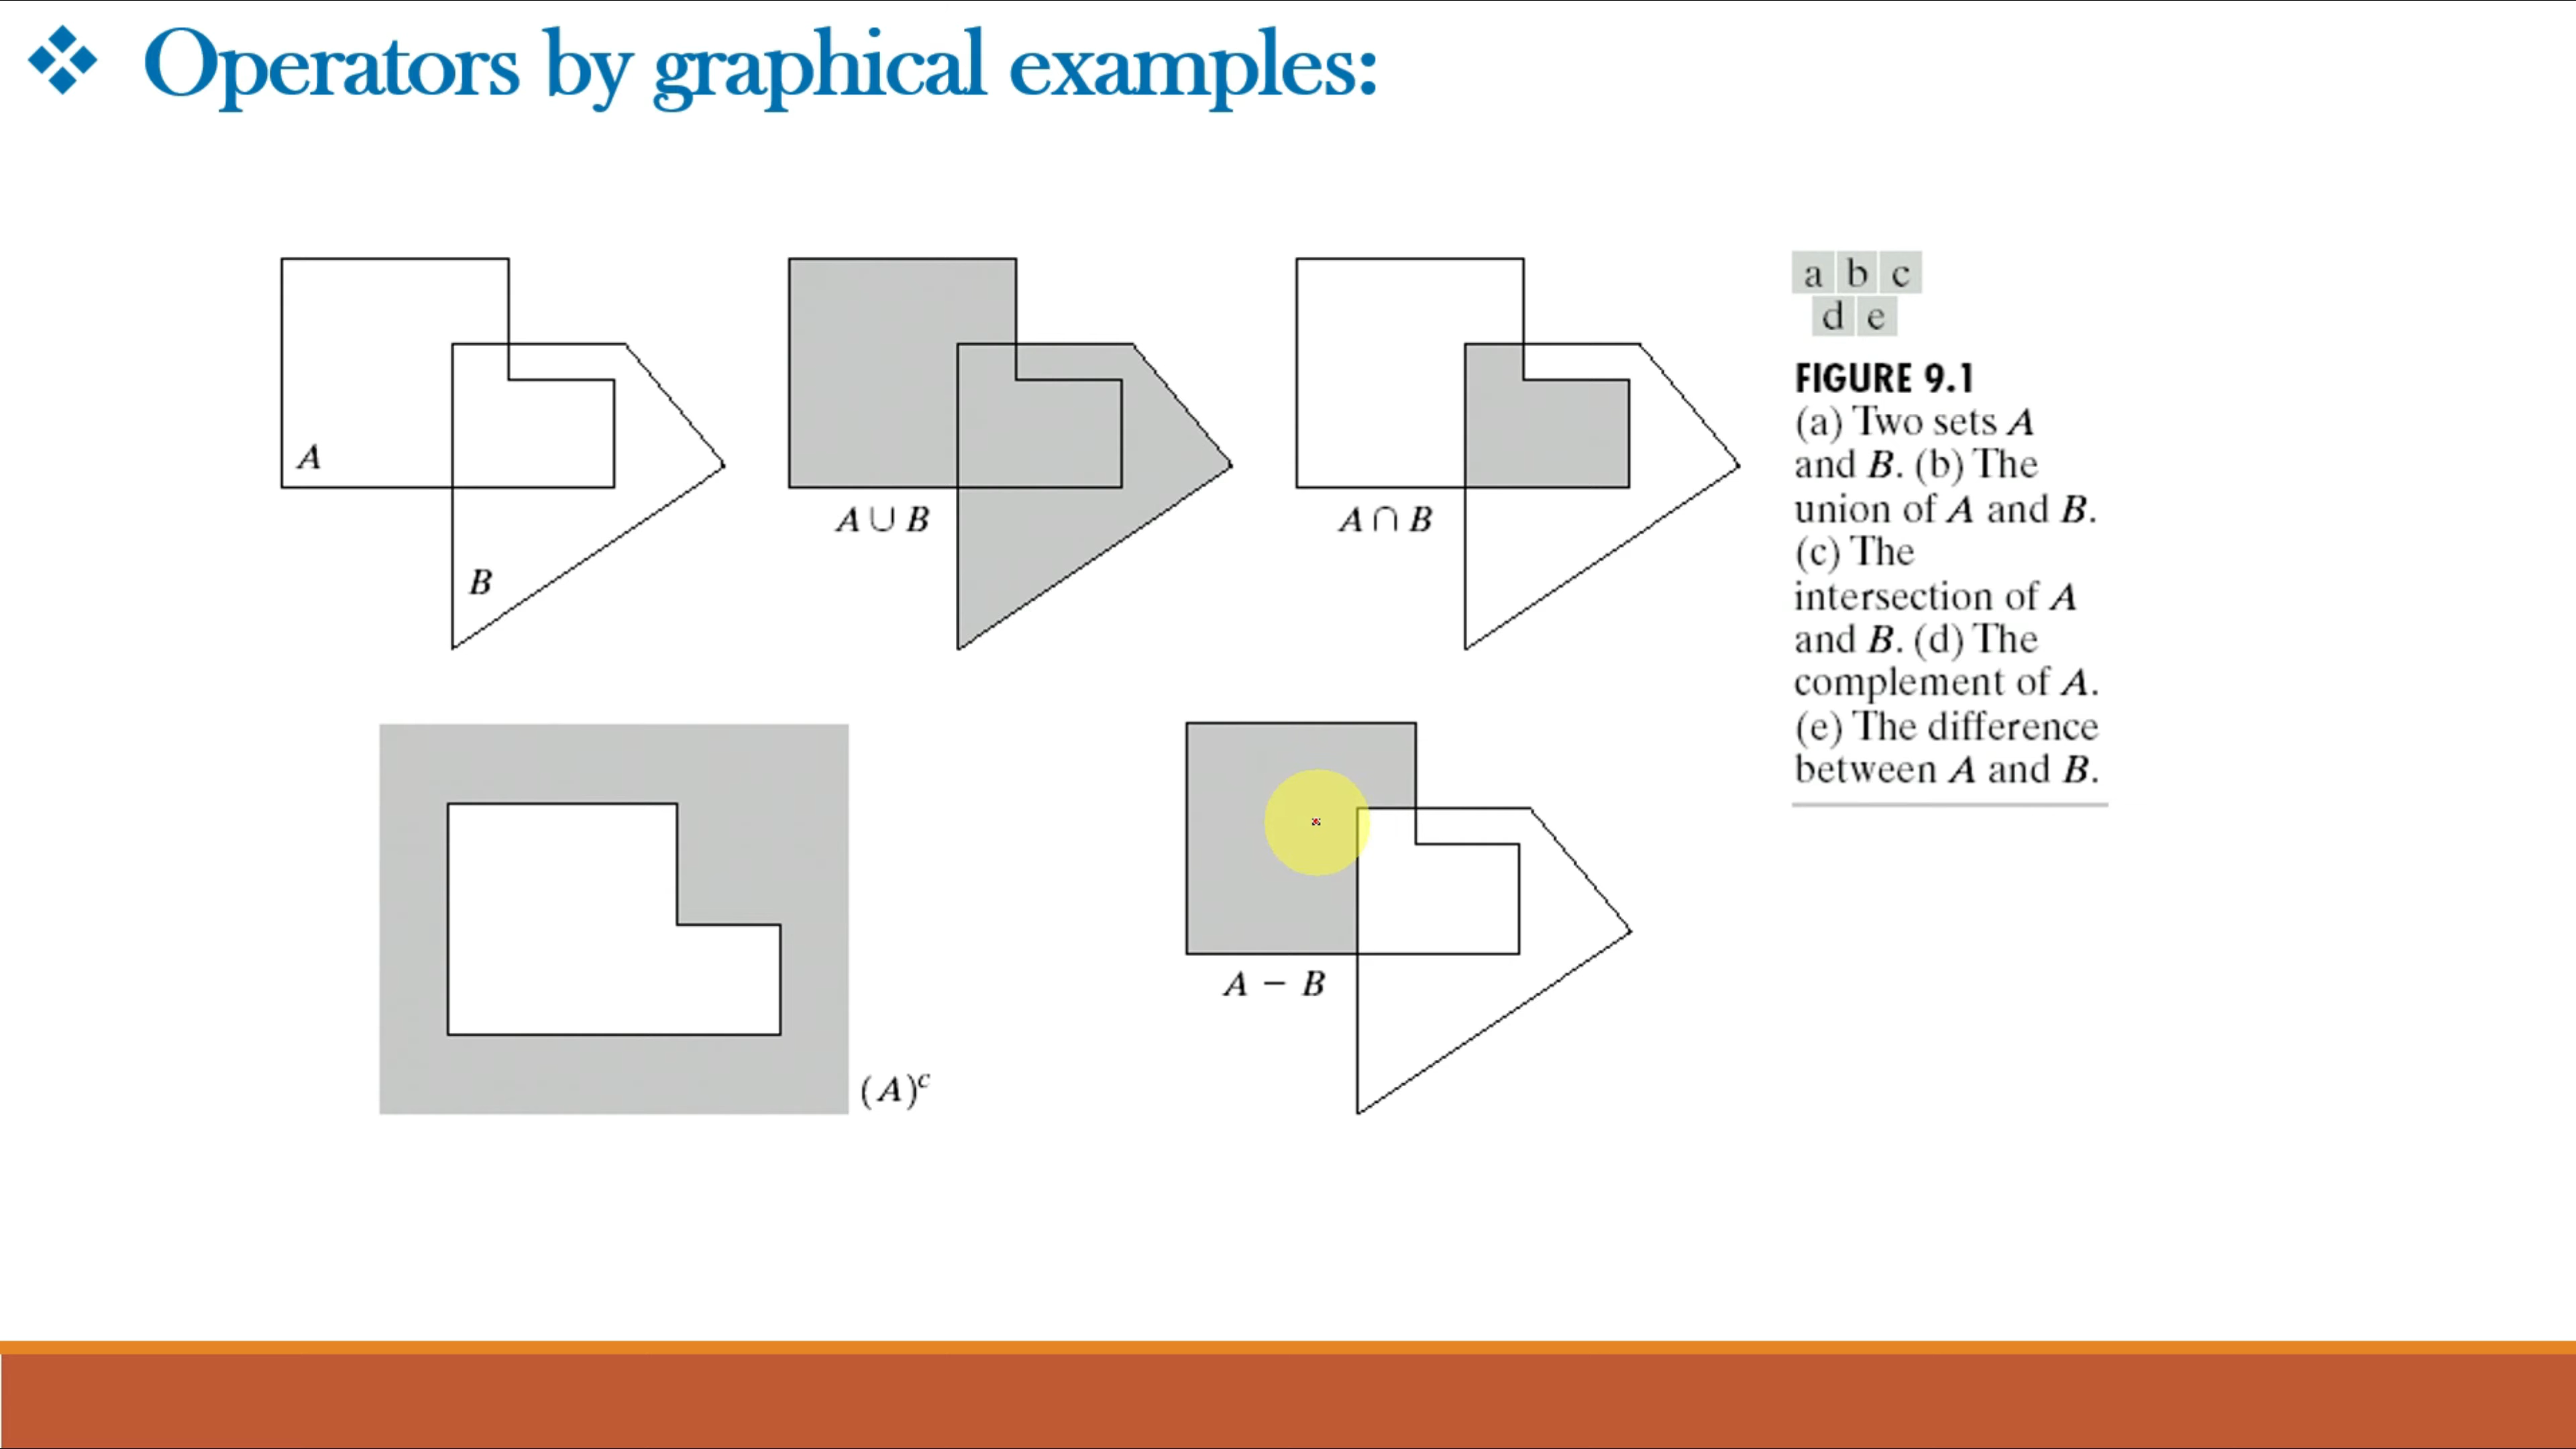 Operators by graphical examples:
A
B
A ∪ B
A ∩ B
a b c
d e
FIGURE 9.1
(a) Two sets A
and B. (b) The
union of A and B.
(c) The
intersection of A
and B. (d) The
complement of A.
(e) The difference
between A and B.
(A)ᶜ
A − B